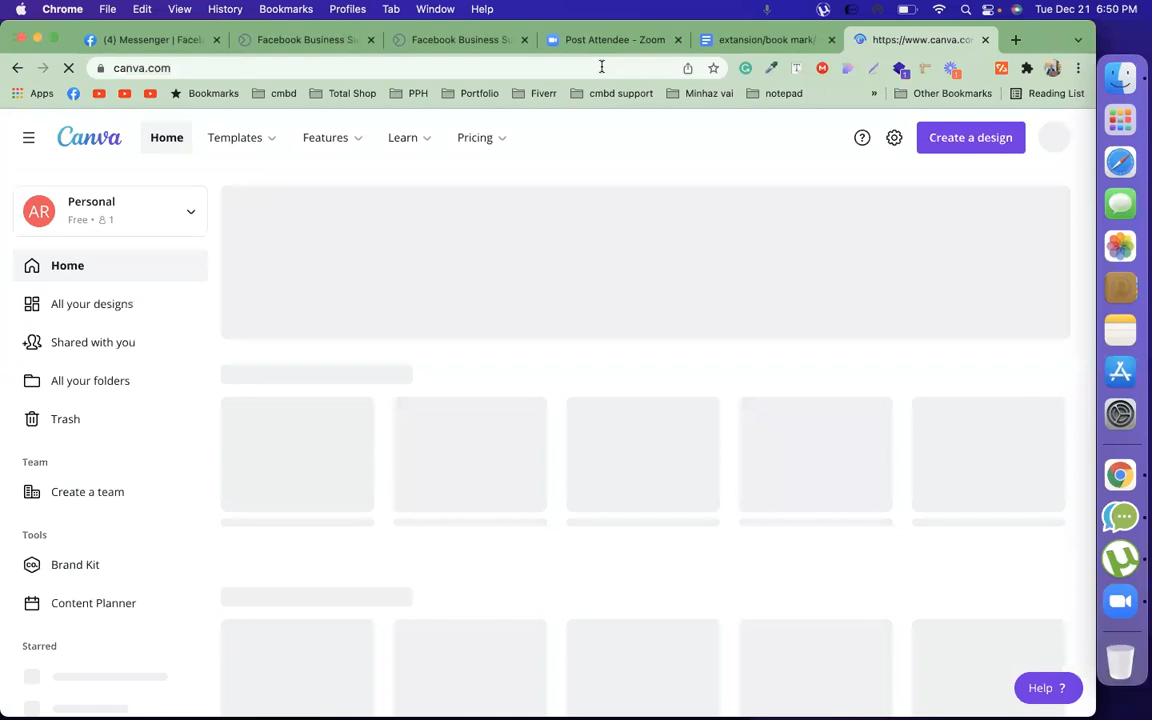 Chrome File Edit View History Bookmarks Profiles Tab Window Help Tue Dec 21 6:50 PM
(4) Messenger | Facel Facebook Business Su Facebook Business Su Post Attendee - Zoom extansion/book mark/ https://www.canva.co
canva.com
Apps Bookmarks cmbd Total Shop PPH Portfolio Fiverr cmbd support Minhaz vai notepad » Other Bookmarks Reading List
Canva Home Templates Features Learn Pricing Create a design
AR Personal
Free • 1
Home
All your designs
Shared with you
All your folders
Trash
Team
Create a team
Tools
CO. Brand Kit
Content Planner
Starred
Help ?